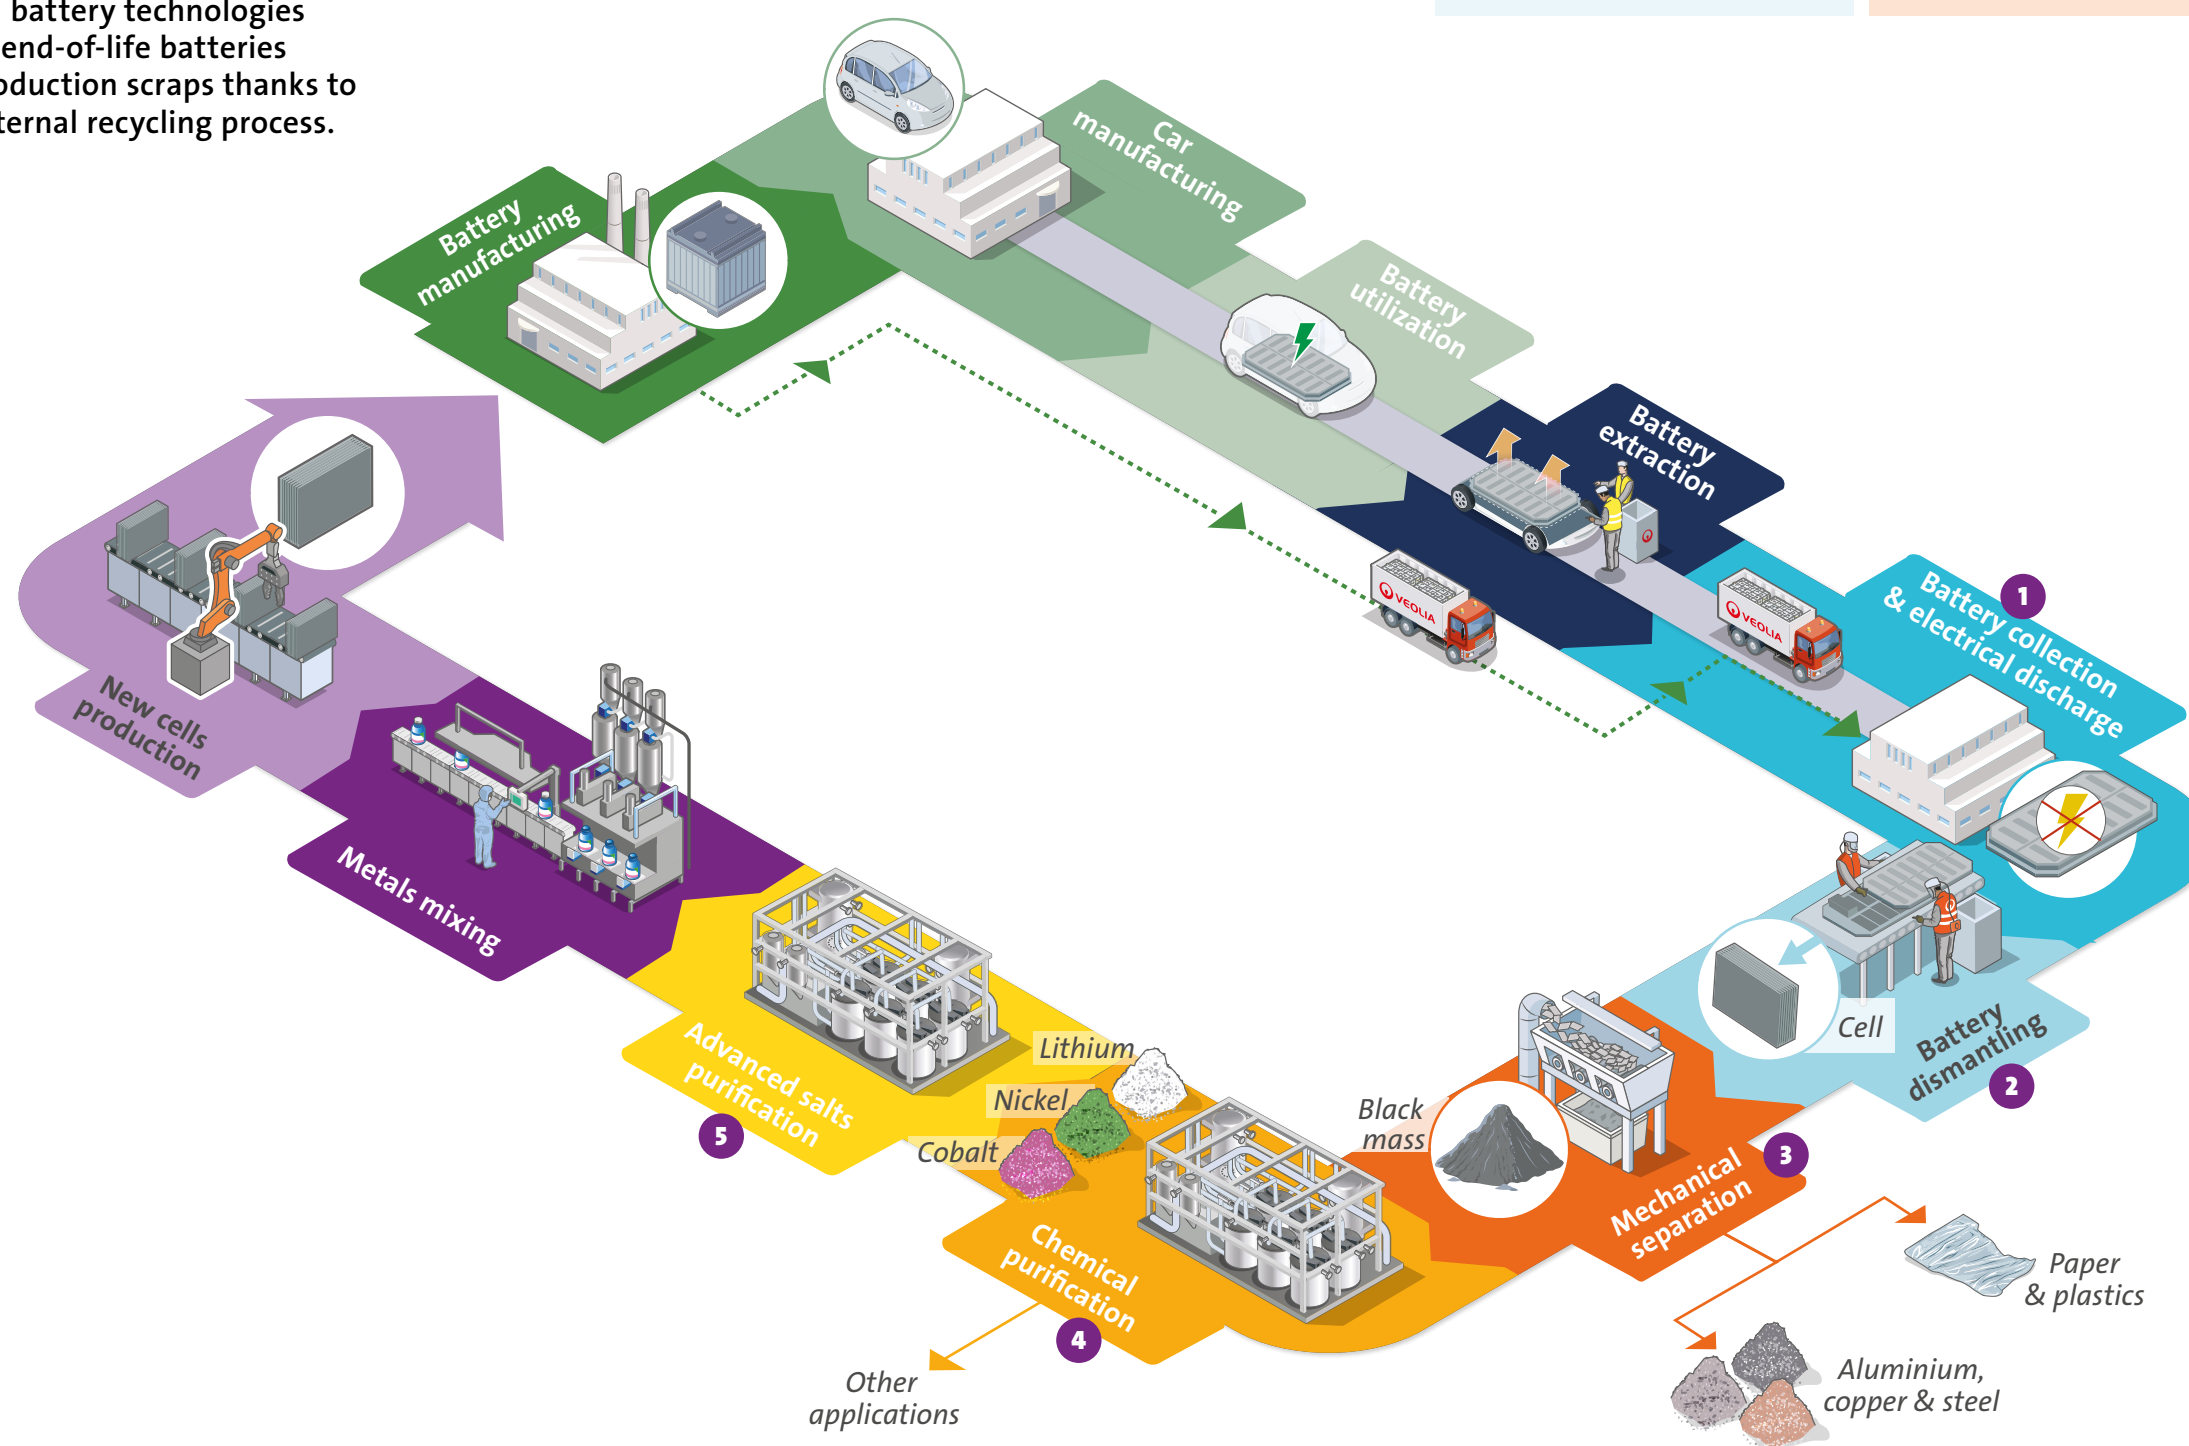 battery technologies
end-of-life batteries
oduction scraps thanks to
ternal recycling process.
Car
manufacturing
Battery
manufacturing
Battery
utilization
Battery
extraction
VEOLIA
VEOLIA
1
Battery collection
& electrical discharge
New cells
production
Metals mixing
Cell
Battery
dismantling
2
Advanced salts
purification
5
Lithium
Nickel
Cobalt
Black
mass
3
Mechanical
separation
Chemical
purification
4
Paper
& plastics
Other
applications
Aluminium,
copper & steel